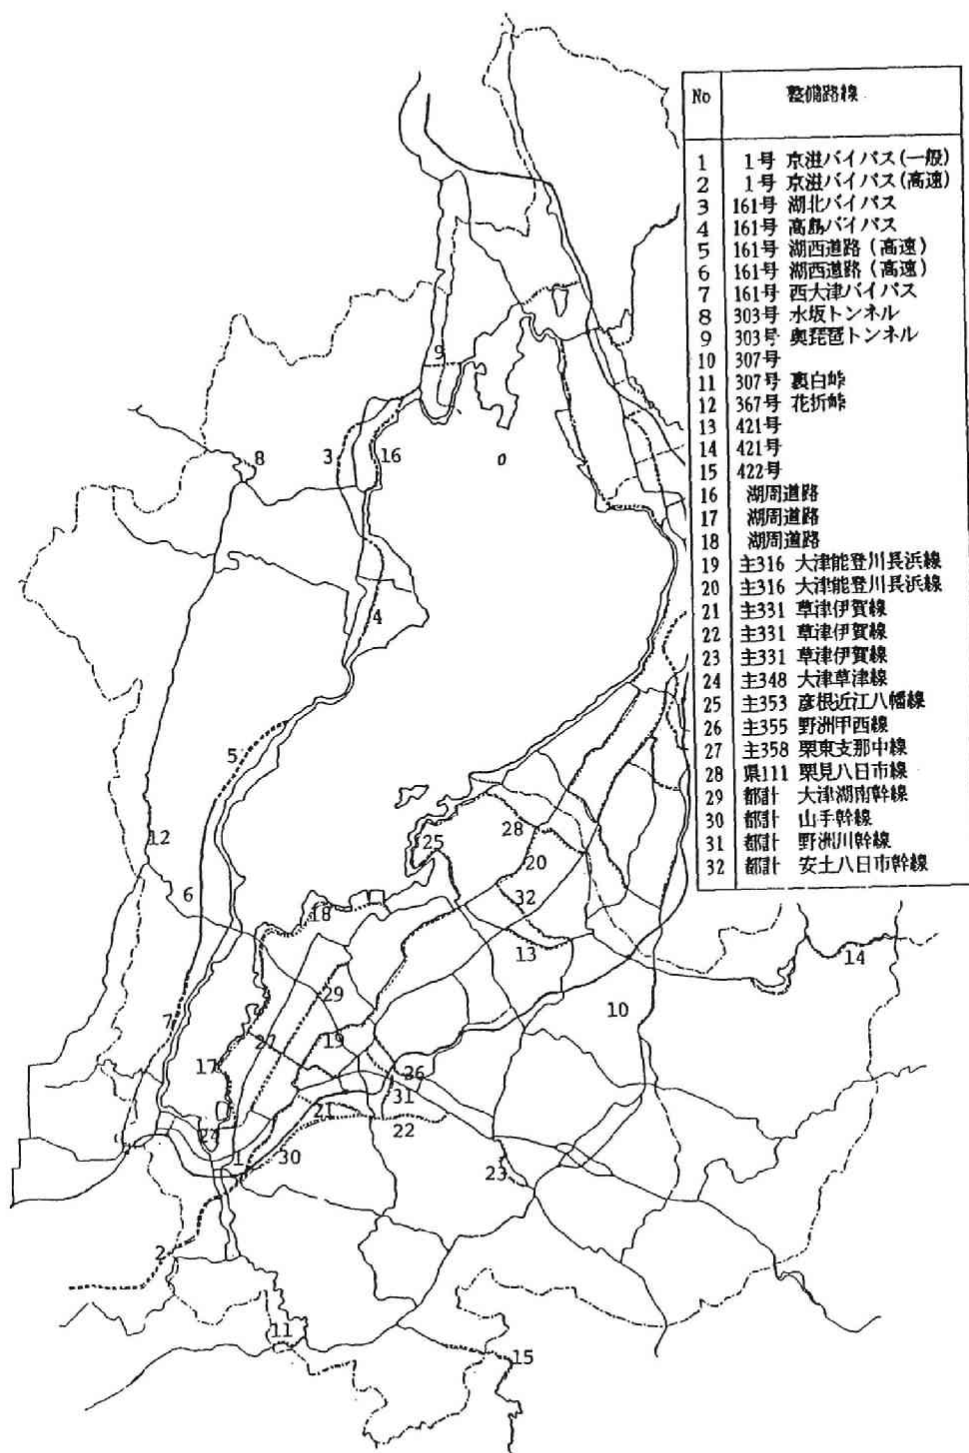 No 整備路線
1 1号 京滋バイパス(一般)
2 1号 京滋バイパス(高速)
3 161号 湖北バイパス
4 161号 高島バイパス
5 161号 湖西道路(高速)
6 161号 湖西道路(高速)
7 161号 西大津バイパス
8 303号 水坂トンネル
9 303号 奥琵琶トンネル
10 307号
11 307号 裏白峠
12 367号 花折峠
13 421号
14 421号
15 422号
16 湖周道路
17 湖周道路
18 湖周道路
19 主316 大津能登川長浜線
20 主316 大津能登川長浜線
21 主331 草津伊賀線
22 主331 草津伊賀線
23 主331 草津伊賀線
24 主348 大津草津線
25 主353 彦根近江八幡線
26 主355 野洲甲西線
27 主358 栗東支那中線
28 県111 栗見八日市線
29 都計 大津湖南幹線
30 都計 山手幹線
31 都計 野洲川幹線
32 都計 安土八日市幹線
9
8
3
16
4
5
12
25
28
20
6
32
18
13
14
29
10
7
27
19
17
26
31
21
24
22
1
30
23
2
11
15